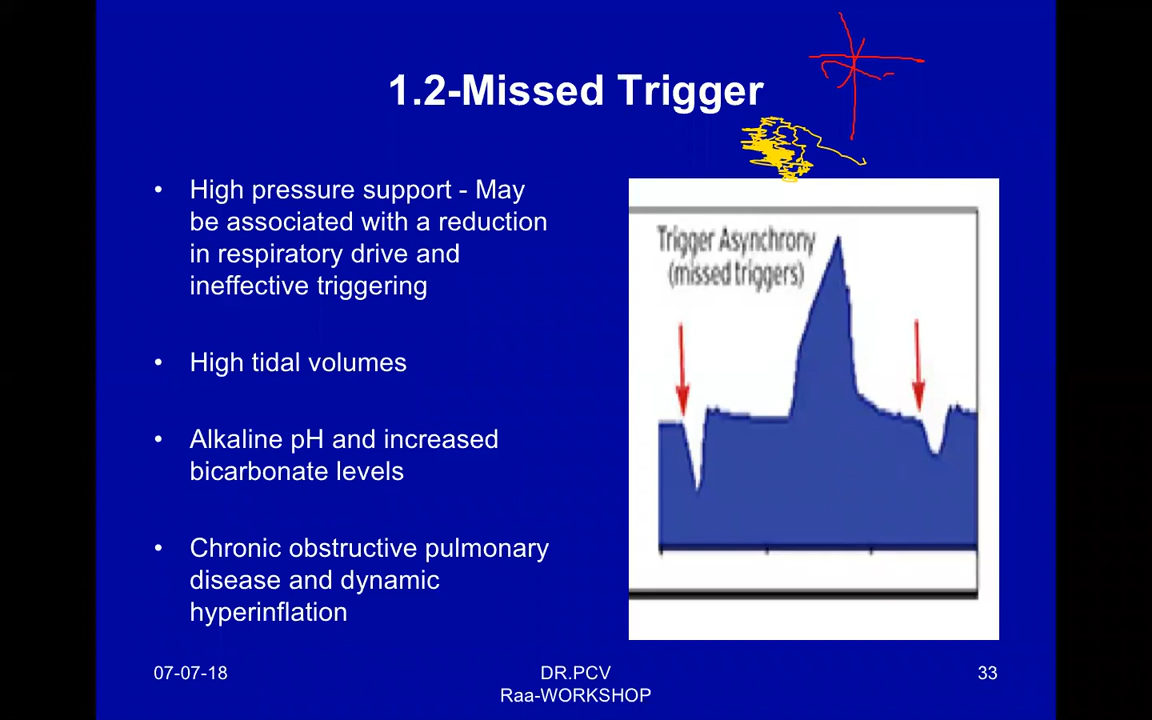 1.2-Missed Trigger
• High pressure support - May
be associated with a reduction
in respiratory drive and
ineffective triggering
• High tidal volumes
• Alkaline pH and increased
bicarbonate levels
• Chronic obstructive pulmonary
disease and dynamic
hyperinflation
Trigger Asynchrony
(missed triggers)
07-07-18
DR.PCV
Raa-WORKSHOP
33